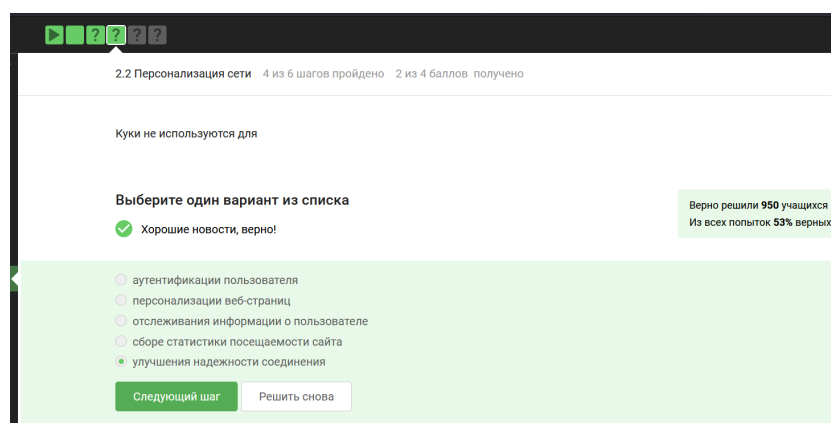 ? ? ? ?
2.2 Персонализация сети 4 из 6 шагов пройдено 2 из 4 баллов получено
Куки не используются для
Выберите один вариант из списка
Хорошие новости, верно!
Верно решили 950 учащихся
Из всех попыток 53% верных
аутентификации пользователя
персонализации веб-страниц
отслеживания информации о пользователе
сборе статистики посещаемости сайта
улучшения надежности соединения
Следующий шаг Решить снова